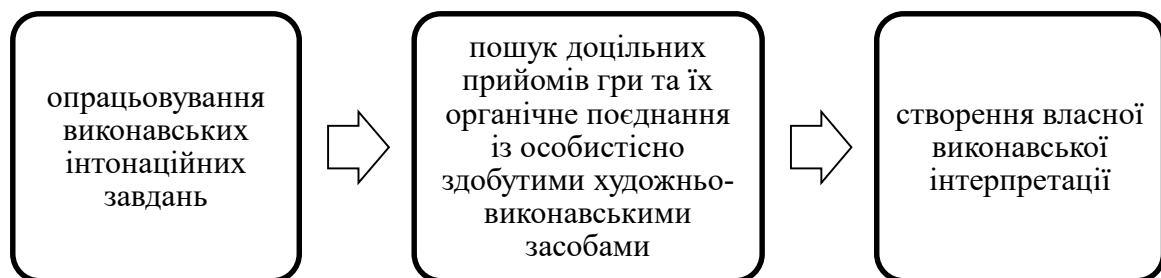 опрацьовування
виконавських
інтонаційних
завдань
пошук доцільних
прийомів гри та їх
органічне поєднання
із особистісно
здобутими художньо-
виконавськими
засобами
створення власної
виконавської
інтерпретації